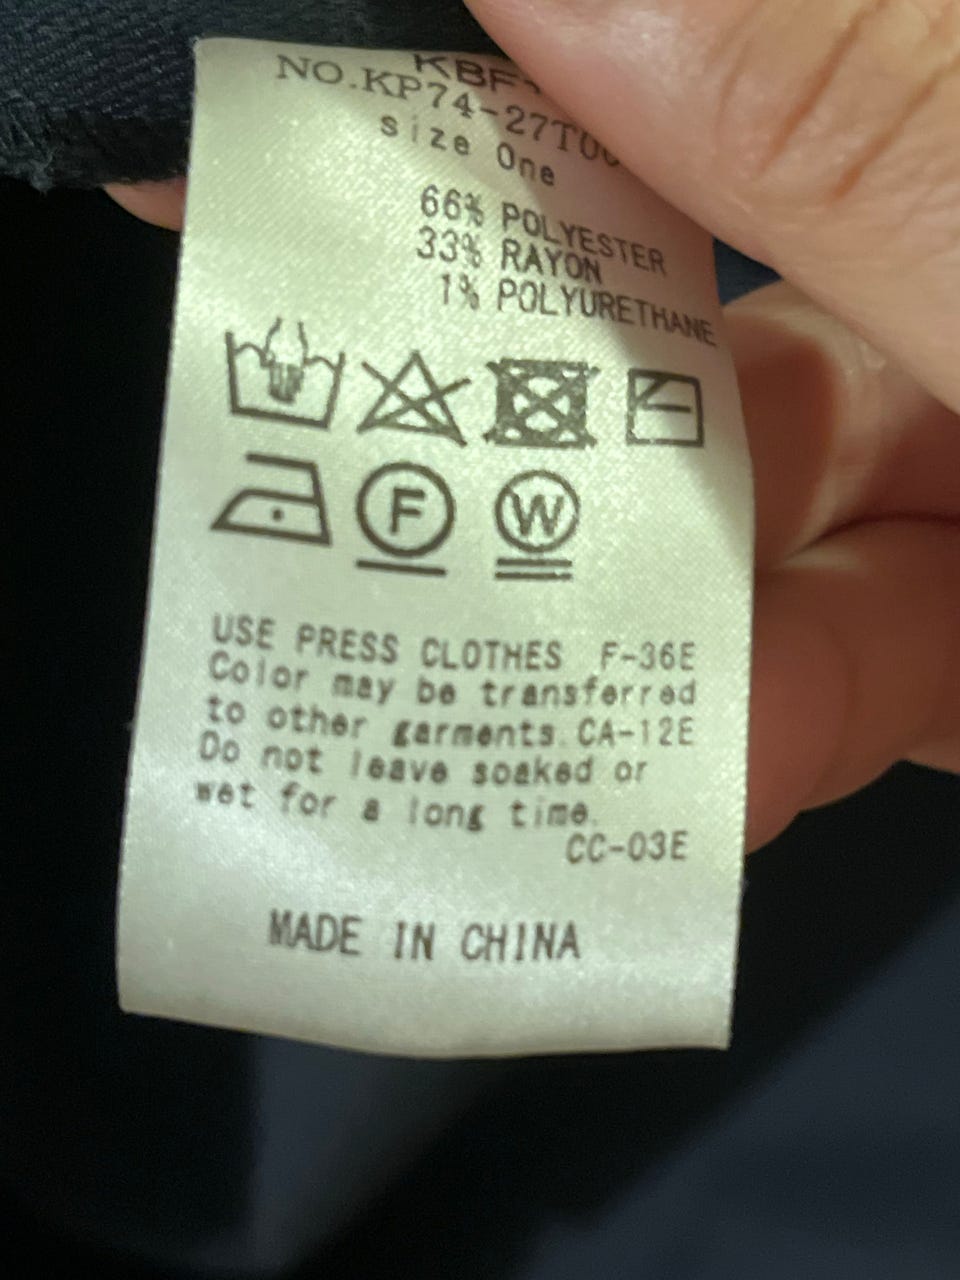 KBF
NO.KP74-27T0
size One
66% POLYESTER
33% RAYON
1% POLYURETHANE
F
W
USE PRESS CLOTHES F-36E
Color may be transferred
to other garments. CA-12E
Do not leave soaked or
wet for a long time.
CC-03E
MADE IN CHINA